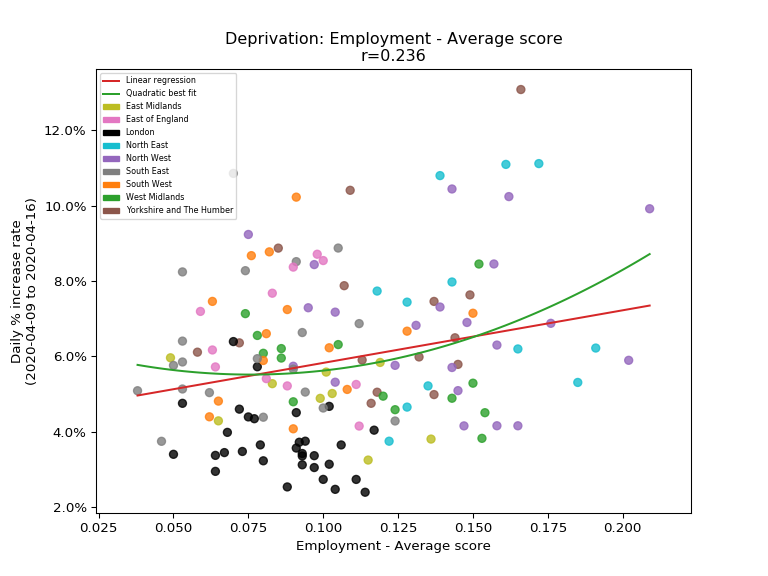 Deprivation: Employment - Average score
r=0.236
Linear regression
Quadratic best fit
East Midlands
East of England
London
North East
North West
South East
South West
West Midlands
Yorkshire and The Humber
12.0%
10.0%
8.0%
6.0%
4.0%
2.0%
Daily % increase rate
(2020-04-09 to 2020-04-16)
0.025 0.050 0.075 0.100 0.125 0.150 0.175 0.200
Employment - Average score